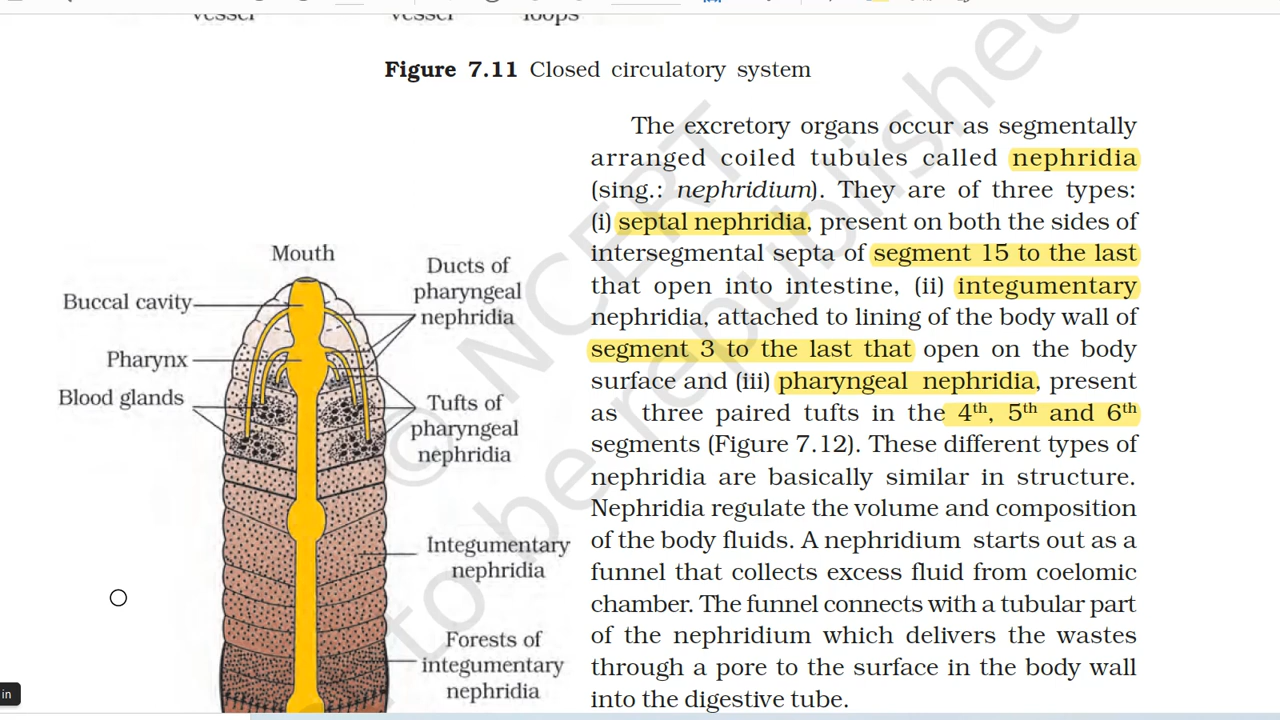 vessel vessel loops
Figure 7.11 Closed circulatory system
The excretory organs occur as segmentally
arranged coiled tubules called nephridia
(sing.: nephridium). They are of three types:
(i) septal nephridia, present on both the sides of
intersegmental septa of segment 15 to the last
that open into intestine, (ii) integumentary
nephridia, attached to lining of the body wall of
segment 3 to the last that open on the body
surface and (iii) pharyngeal nephridia, present
as three paired tufts in the 4th, 5th and 6th
segments (Figure 7.12). These different types of
nephridia are basically similar in structure.
Nephridia regulate the volume and composition
of the body fluids. A nephridium starts out as a
funnel that collects excess fluid from coelomic
chamber. The funnel connects with a tubular part
of the nephridium which delivers the wastes
through a pore to the surface in the body wall
into the digestive tube.
Mouth
Buccal cavity
Pharynx
Blood glands
Ducts of
pharyngeal
nephridia
Tufts of
pharyngeal
nephridia
Integumentary
nephridia
Forests of
integumentary
nephridia
© NCERT
to be republished
in